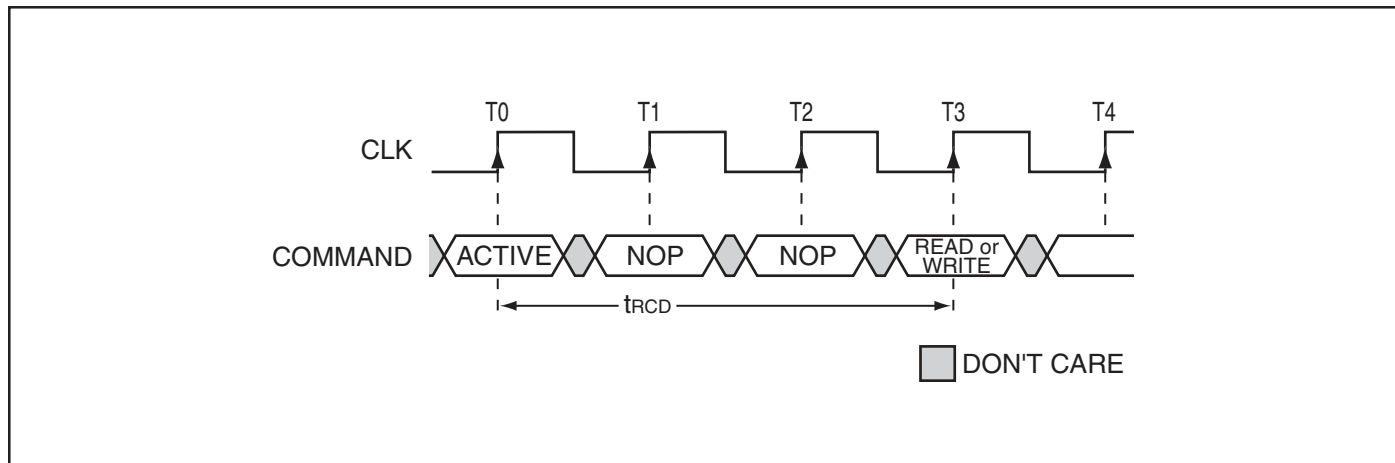 T0 T1 T2 T3 T4
CLK
COMMAND ACTIVE NOP NOP READ or
WRITE
tRCD
DON'T CARE